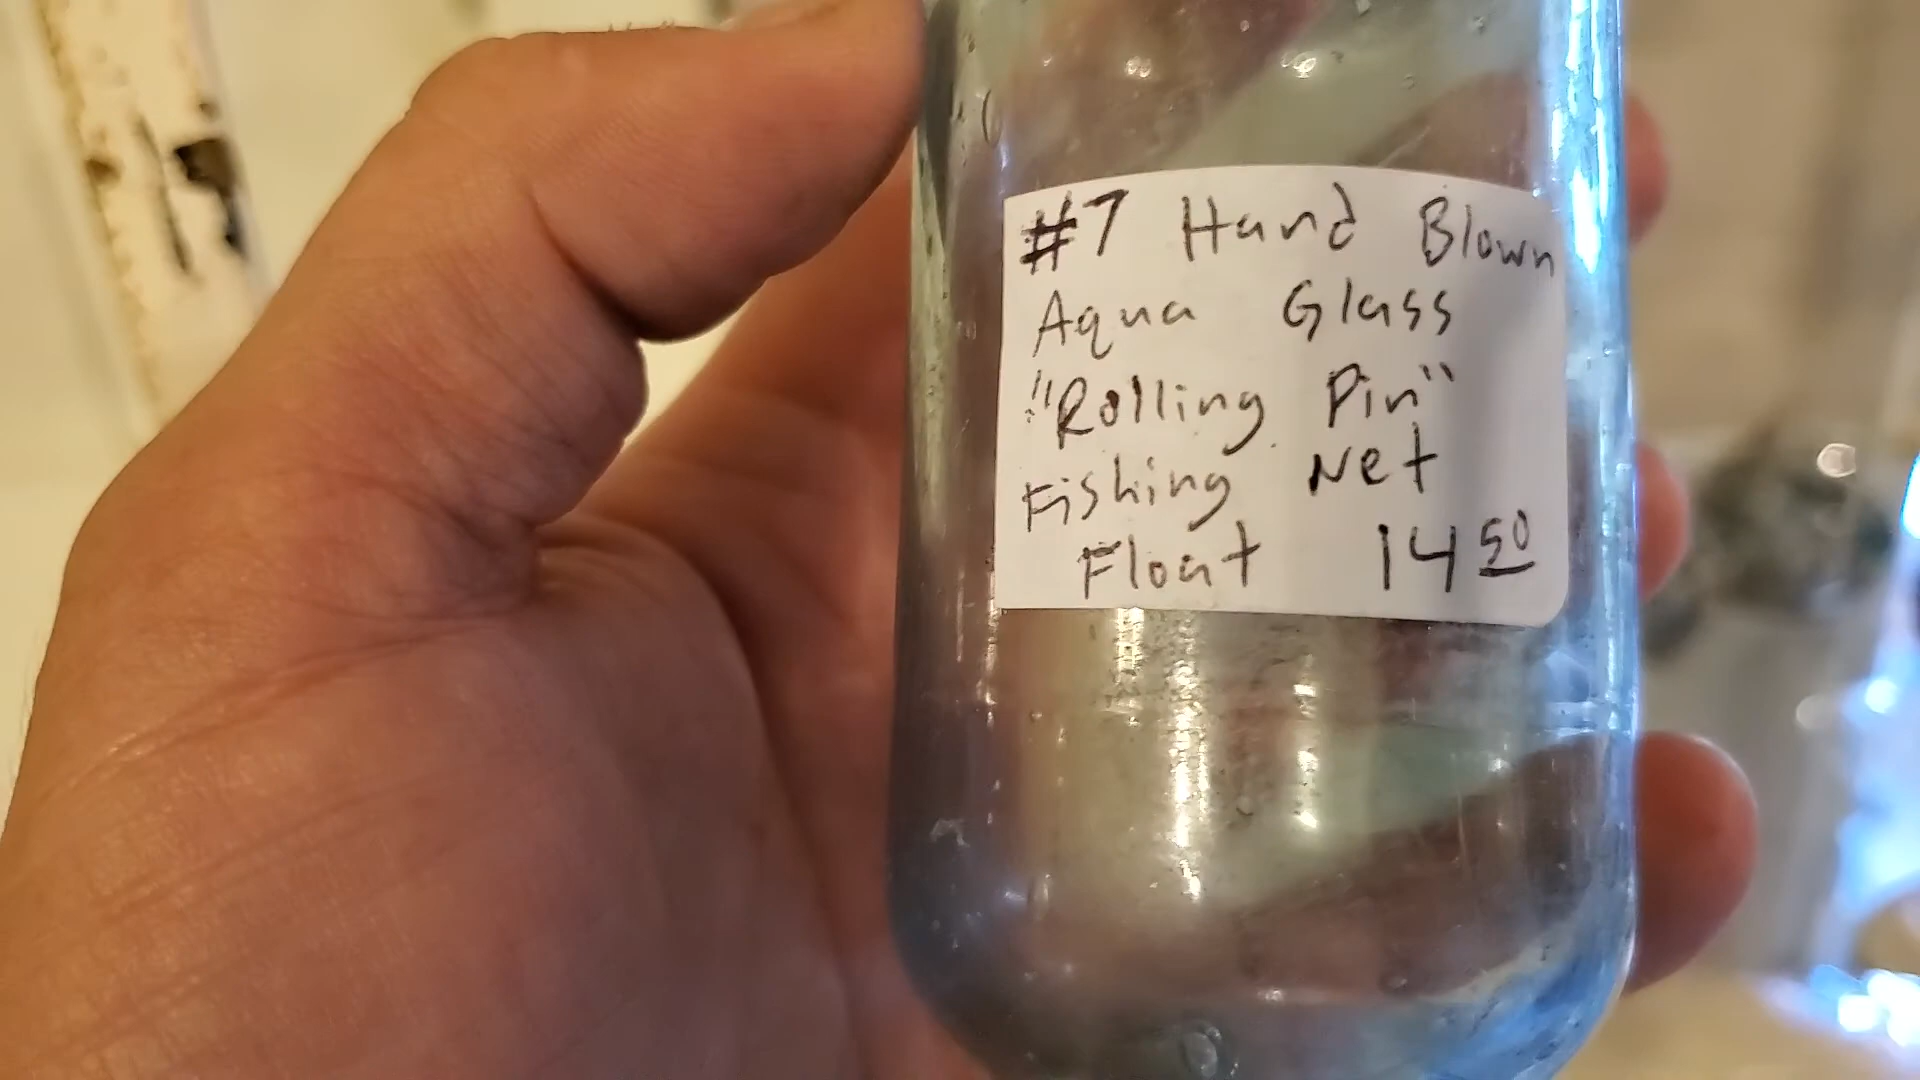 #7 Hand Blown
Aqua Glass
"Rolling Pin"
Fishing Net
Float 14 50